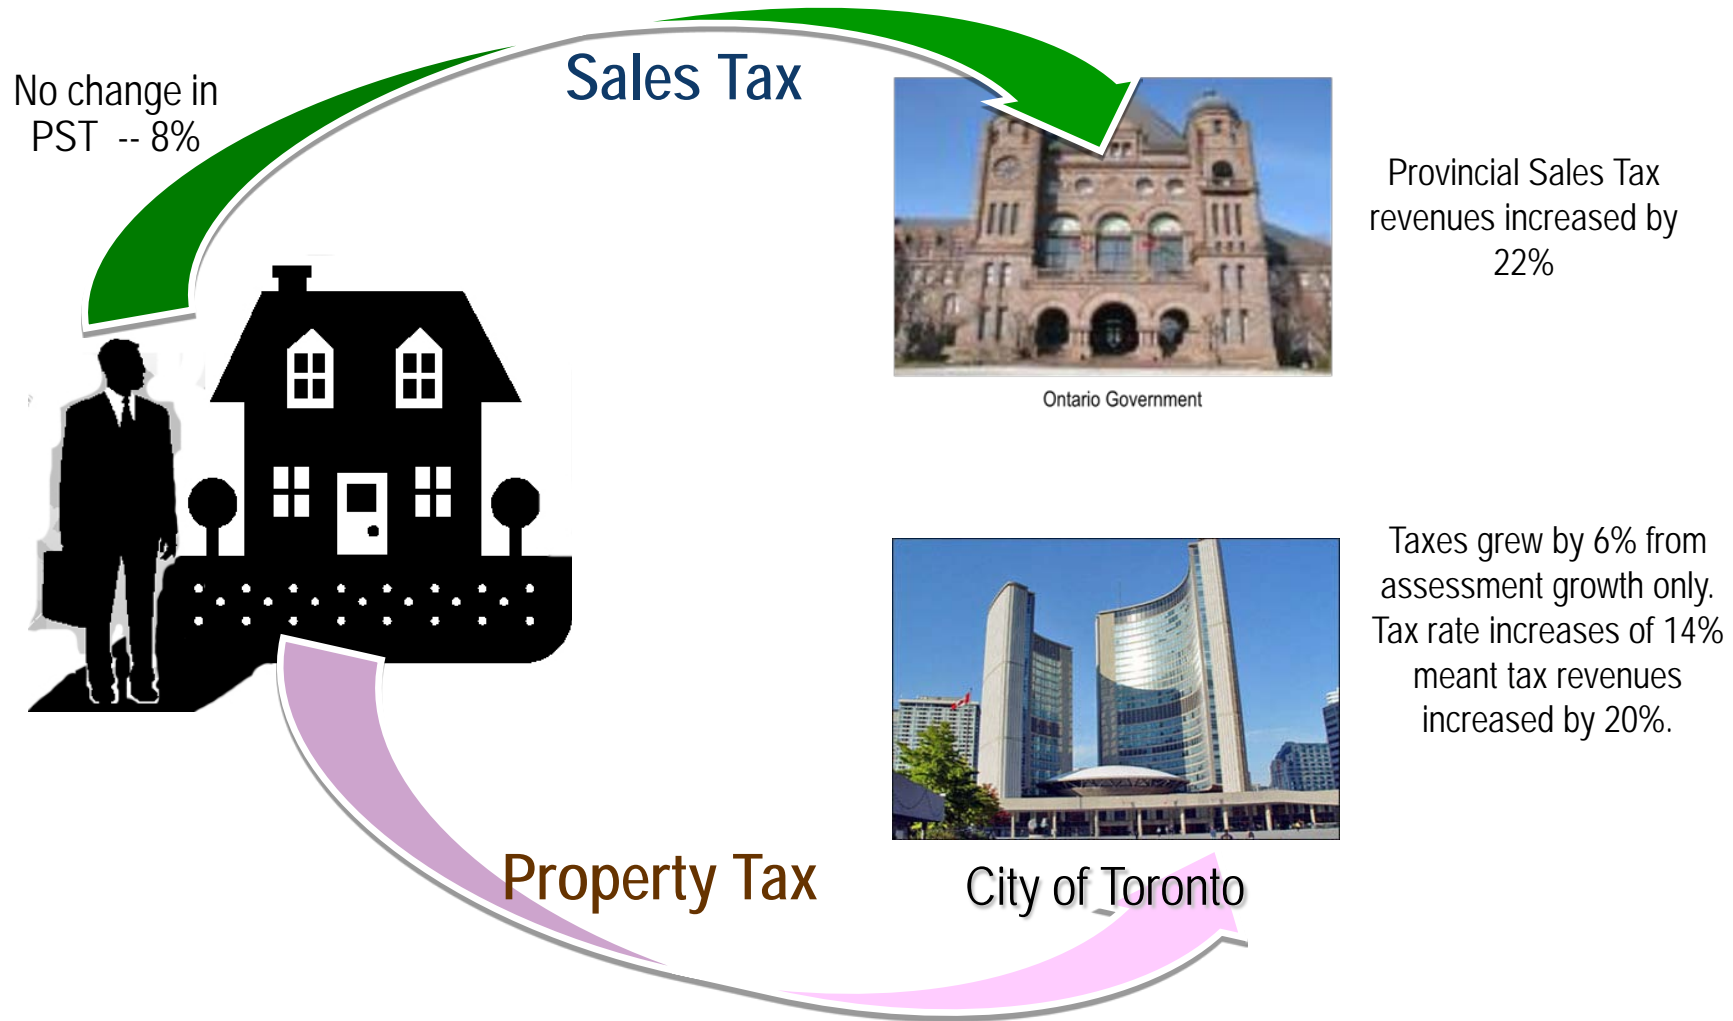 Sales Tax
No change in
PST -- 8%
Provincial Sales Tax
revenues increased by
22%
Ontario Government
Taxes grew by 6% from
assessment growth only.
Tax rate increases of 14%
meant tax revenues
increased by 20%.
Property Tax
City of Toronto